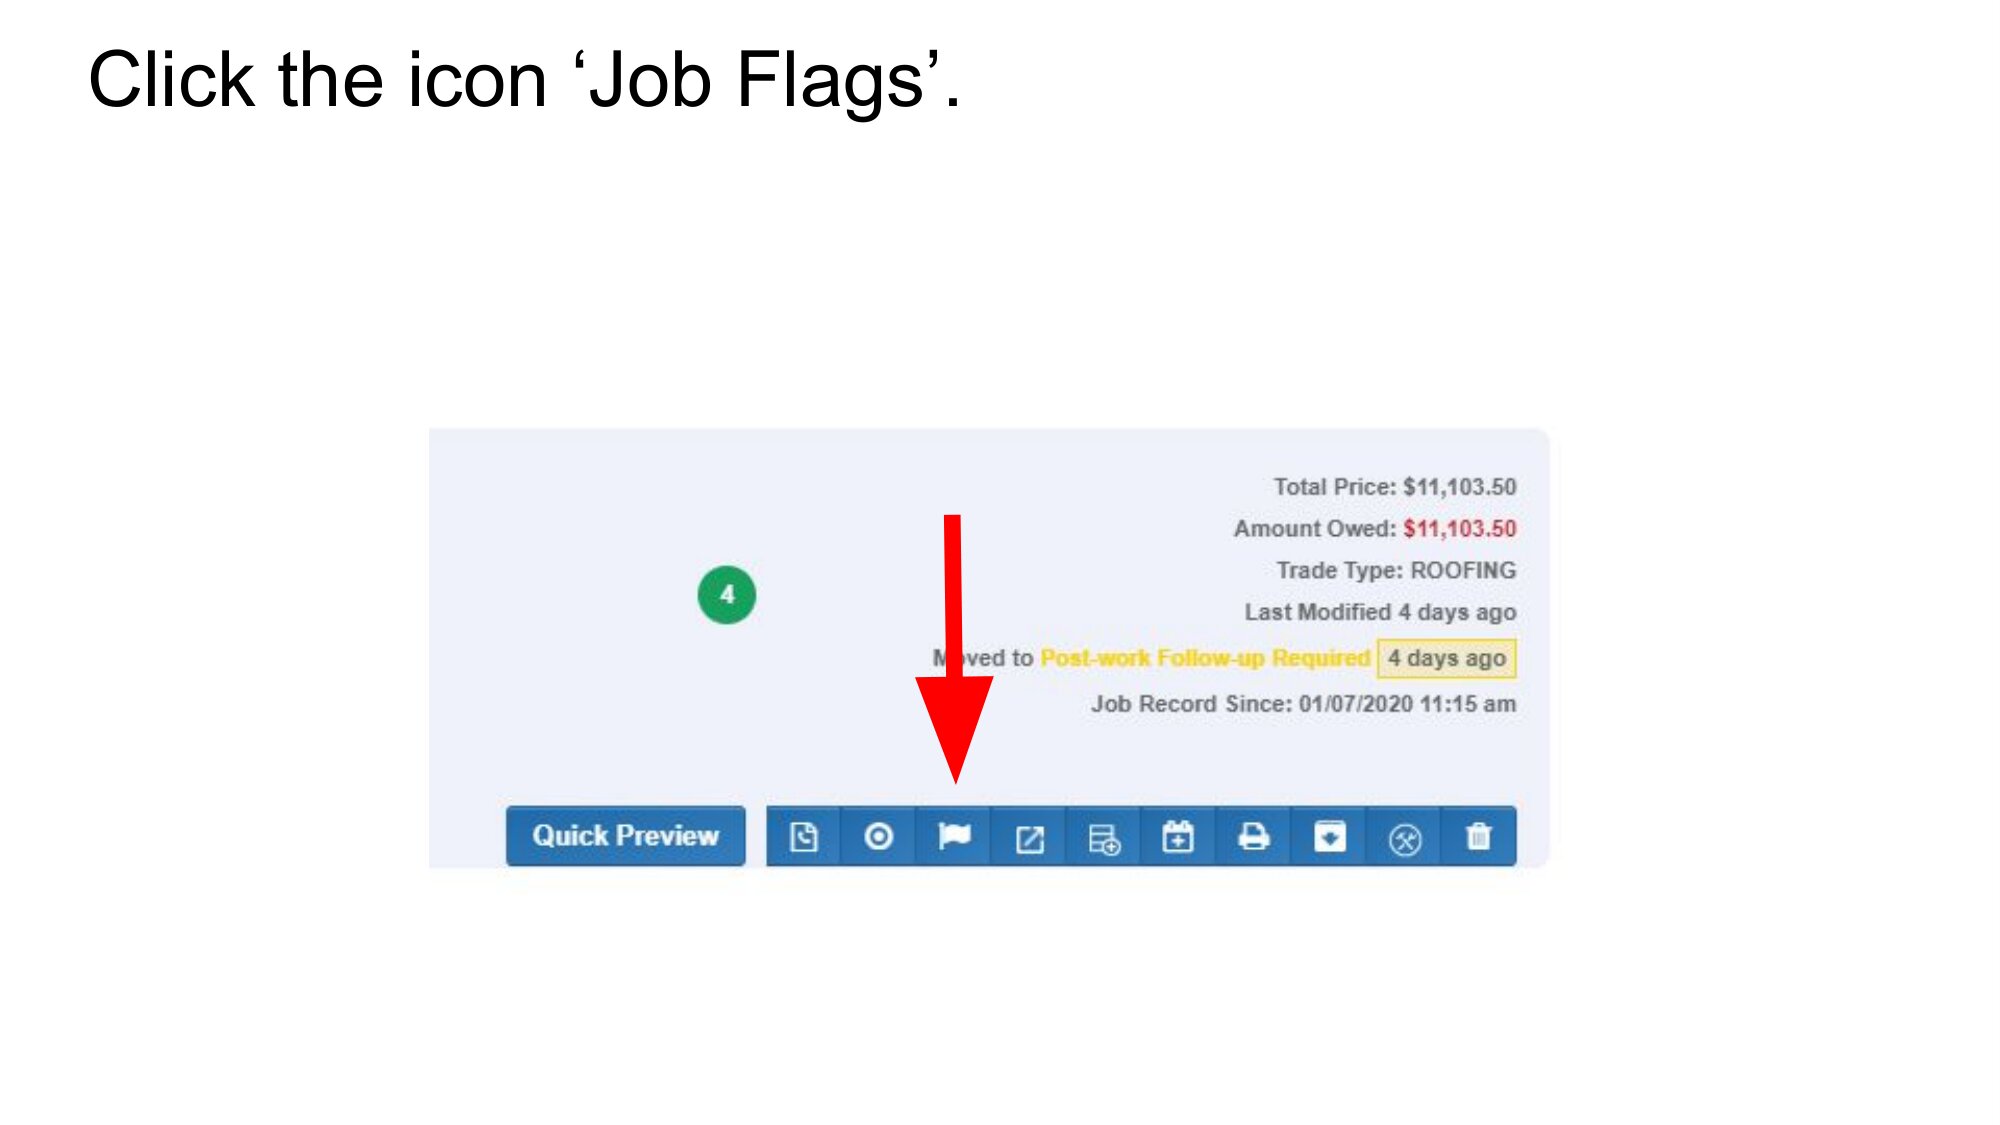 Click the icon ‘Job Flags’.
Total Price: $11,103.50
Amount Owed: $11,103.50
4
Trade Type: ROOFING
Last Modified 4 days ago
Moved to Post-work Follow-up Required 4 days ago
Job Record Since: 01/07/2020 11:15 am
Quick Preview